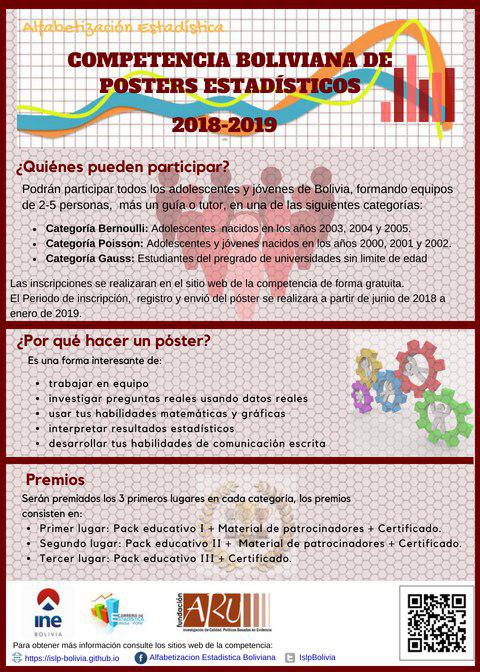 Alfabetización Estadística
COMPETENCIA BOLIVIANA DE
POSTERS ESTADÍSTICOS
2018-2019
¿Quiénes pueden participar?
Podrán participar todos los adolescentes y jóvenes de Bolivia, formando equipos
de 2-5 personas, más un guía o tutor, en una de las siguientes categorías:
• Categoría Bernoulli: Adolescentes nacidos en los años 2003, 2004 y 2005.
• Categoría Poisson: Adolescentes y jóvenes nacidos en los años 2000, 2001 y 2002.
• Categoría Gauss: Estudiantes del pregrado de universidades sin limite de edad
Las inscripciones se realizaran en el sitio web de la competencia de forma gratuita.
El Periodo de inscripción, registro y envió del póster se realizara a partir de junio de 2018 a
enero de 2019.
¿Por qué hacer un póster?
Es una forma interesante de:
• trabajar en equipo
• investigar preguntas reales usando datos reales
• usar tus habilidades matemáticas y gráficas
• interpretar resultados estadísticos
• desarrollar tus habilidades de comunicación escrita
Premios
Serán premiados los 3 primeros lugares en cada categoría, los premios
consisten en:
• Primer lugar: Pack educativo I + Material de patrocinadores + Certificado.
• Segundo lugar: Pack educativo II + Material de patrocinadores + Certificado.
• Tercer lugar: Pack educativo III + Certificado.
ine
BOLIVIA
CARRERA DE
ESTADÍSTICA
fundación
ARU
Investigación de Calidad, Políticas Basadas en Evidencia
Para obtener más información consulte los sitios web de la competencia:
https://islp-bolivia.github.io
Alfabetizacion Estadistica Boliviana
IslpBolivia